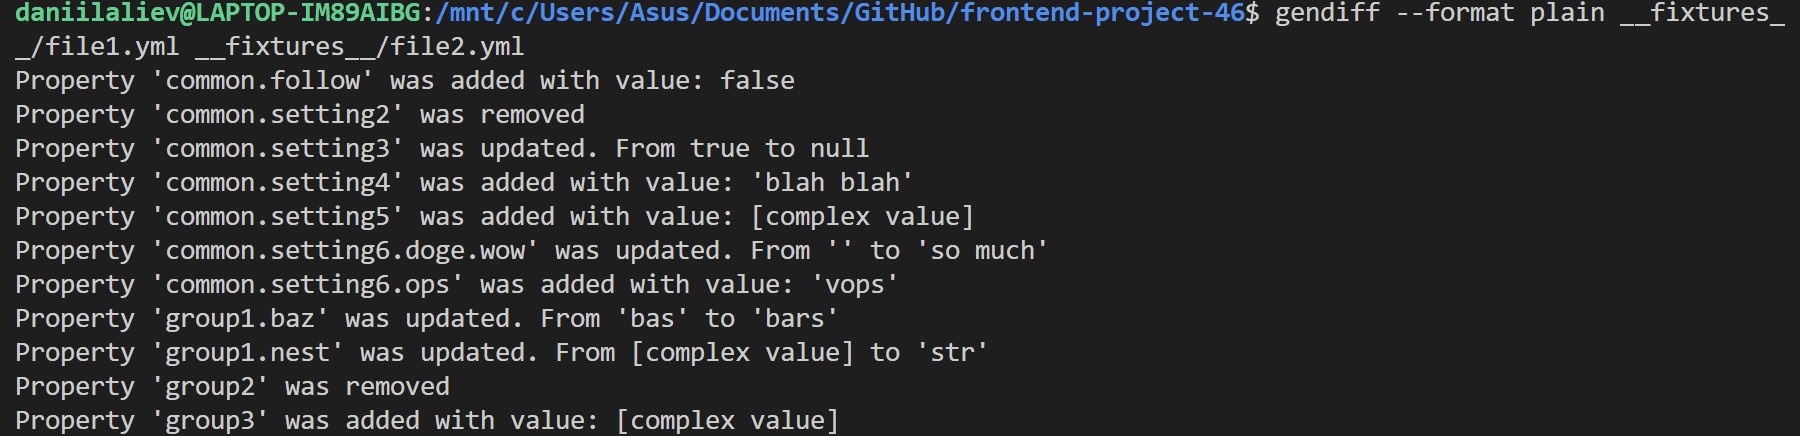 daniilaliev@LAPTOP-IM89AIBG:/mnt/c/Users/Asus/Documents/GitHub/frontend-project-46$ gendiff --format plain __fixtures_
_/file1.yml __fixtures__/file2.yml
Property 'common.follow' was added with value: false
Property 'common.setting2' was removed
Property 'common.setting3' was updated. From true to null
Property 'common.setting4' was added with value: 'blah blah'
Property 'common.setting5' was added with value: [complex value]
Property 'common.setting6.doge.wow' was updated. From '' to 'so much'
Property 'common.setting6.ops' was added with value: 'vops'
Property 'group1.baz' was updated. From 'bas' to 'bars'
Property 'group1.nest' was updated. From [complex value] to 'str'
Property 'group2' was removed
Property 'group3' was added with value: [complex value]